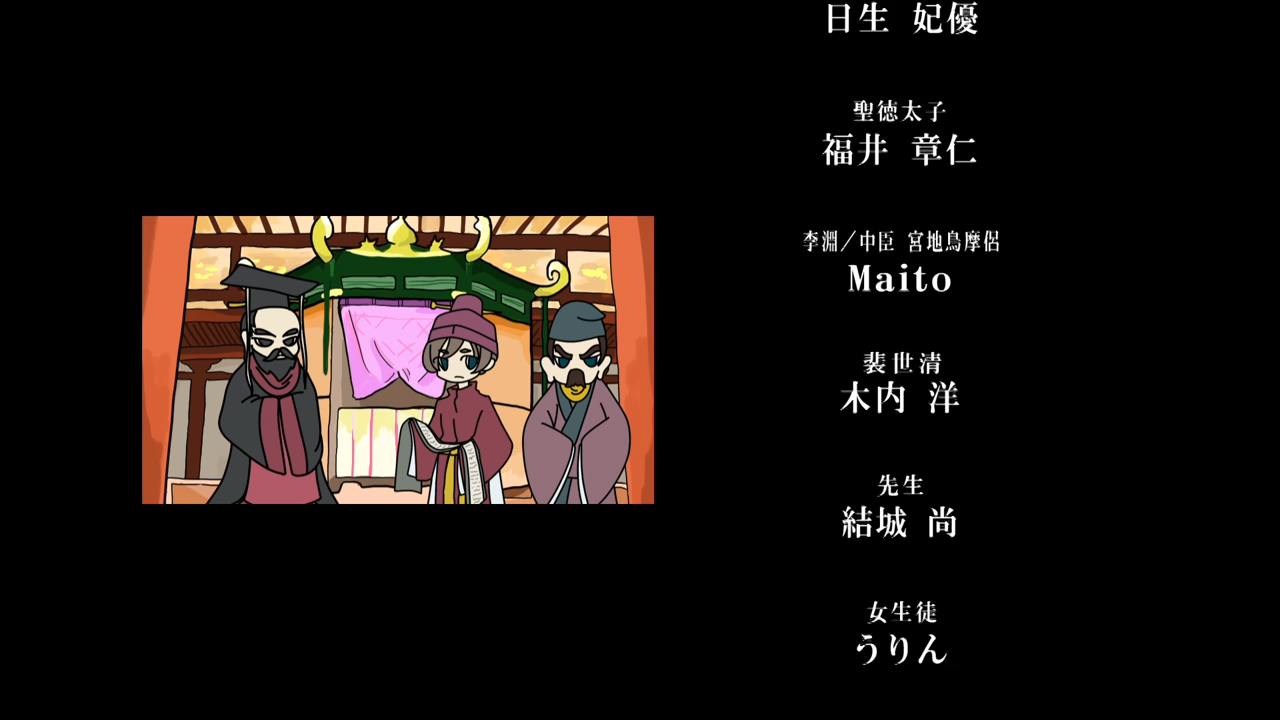 日生 妃優
聖徳太子
福井 章仁
李淵／中臣 宮地烏摩侶
Maito
裴世清
木内 洋
先生
結城 尚
女生徒
うりん